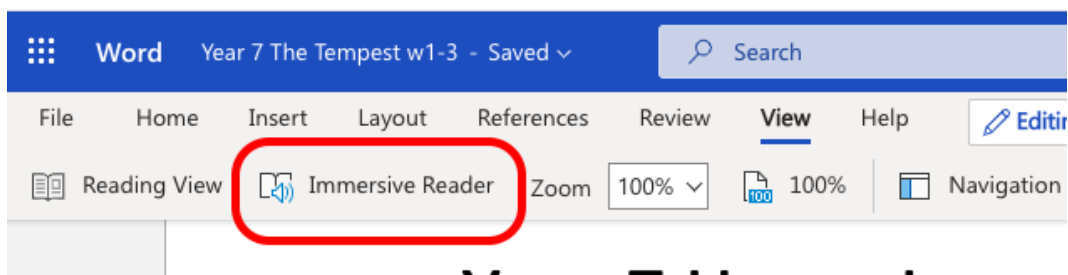 Word Year 7 The Tempest w1-3 - Saved Search
File Home Insert Layout References Review View Help
Reading View Immersive Reader Zoom 100% 100% Navigation